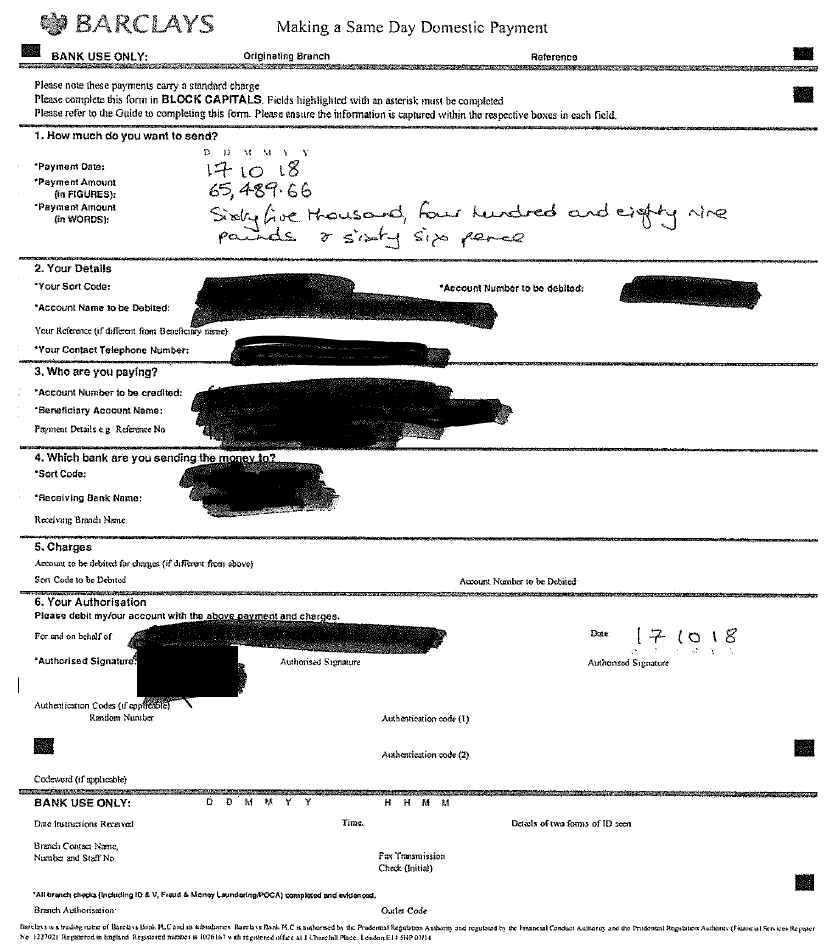 BARCLAYS Making a Same Day Domestic Payment
BANK USE ONLY: Originating Branch Reference
Please note these payments carry a standard charge
Please complete this form in BLOCK CAPITALS. Fields highlighted with an asterisk must be completed
Please refer to the Guide to completing this form. Please ensure the information is captured within the respective boxes in each field.
1. How much do you want to send?
D D M M Y Y
*Payment Date: 17 10 18
*Payment Amount
(in FIGURES): 65,489.66
*Payment Amount
(in WORDS): Sixty five thousand, four hundred and eighty nine
pounds & sixty six pence
2. Your Details
*Your Sort Code: *Account Number to be debited:
*Account Name to be Debited:
Your Reference (if different from Beneficiary name)
*Your Contact Telephone Number:
3. Who are you paying?
*Account Number to be credited:
*Beneficiary Account Name:
Payment Details e.g. Reference No
4. Which bank are you sending the money to?
*Sort Code:
*Receiving Bank Name:
Receiving Branch Name
5. Charges
Account to be debited for charges (if different from above)
Sort Code to be Debited Account Number to be Debited
6. Your Authorisation
Please debit my/our account with the above payment and charges.
For and on behalf of Date 17 10 18
*Authorised Signature: Authorised Signature Authorised Signature
Authentication Codes (if applicable)
Random Number Authentication code (1)
Authentication code (2)
Codeword (if applicable)
BANK USE ONLY: D D M M Y Y H H M M
Date Instructions Received Time. Details of two forms of ID seen
Branch Contact Name,
Number and Staff No. Fax Transmission
Check (Initial)
*All branch checks (including ID & V, Fraud & Money Laundering/POCA) completed and evidenced.
Branch Authorisation Outlet Code
Barclays is a trading name of Barclays Bank PLC and its subsidiaries. Barclays Bank PLC is authorised by the Prudential Regulation Authority and regulated by the Financial Conduct Authority and the Prudential Regulation Authority (Financial Services Register
No. 122702). Registered in England. Registered number is 1026167 with registered office at 1 Churchill Place, London E14 5HP